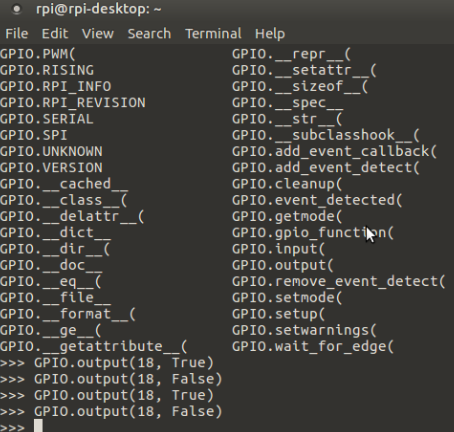 rpi@rpi-desktop: ~
File Edit View Search Terminal Help
GPIO.PWM( GPIO.__repr__(
GPIO.RISING GPIO.__setattr__(
GPIO.RPI_INFO GPIO.__sizeof__(
GPIO.RPI_REVISION GPIO.__spec__
GPIO.SERIAL GPIO.__str__(
GPIO.SPI GPIO.__subclasshook__(
GPIO.UNKNOWN GPIO.add_event_callback(
GPIO.VERSION GPIO.add_event_detect(
GPIO.__cached__ GPIO.cleanup(
GPIO.__class__( GPIO.event_detected(
GPIO.__delattr__( GPIO.getmode(
GPIO.__dict__ GPIO.gpio_function(
GPIO.__dir__( GPIO.input(
GPIO.__doc__ GPIO.output(
GPIO.__eq__( GPIO.remove_event_detect(
GPIO.__file__ GPIO.setmode(
GPIO.__format__( GPIO.setup(
GPIO.__ge__( GPIO.setwarnings(
GPIO.__getattribute__( GPIO.wait_for_edge(
>>> GPIO.output(18, True)
>>> GPIO.output(18, False)
>>> GPIO.output(18, True)
>>> GPIO.output(18, False)
>>>